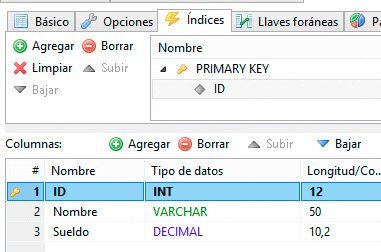 Básico Opciones Índices Llaves foráneas
Agregar Borrar
Limpiar Subir
Bajar
Nombre
PRIMARY KEY
ID
Columnas: Agregar Borrar Subir Bajar
# Nombre Tipo de datos Longitud/Co...
1 ID INT 12
2 Nombre VARCHAR 50
3 Sueldo DECIMAL 10,2